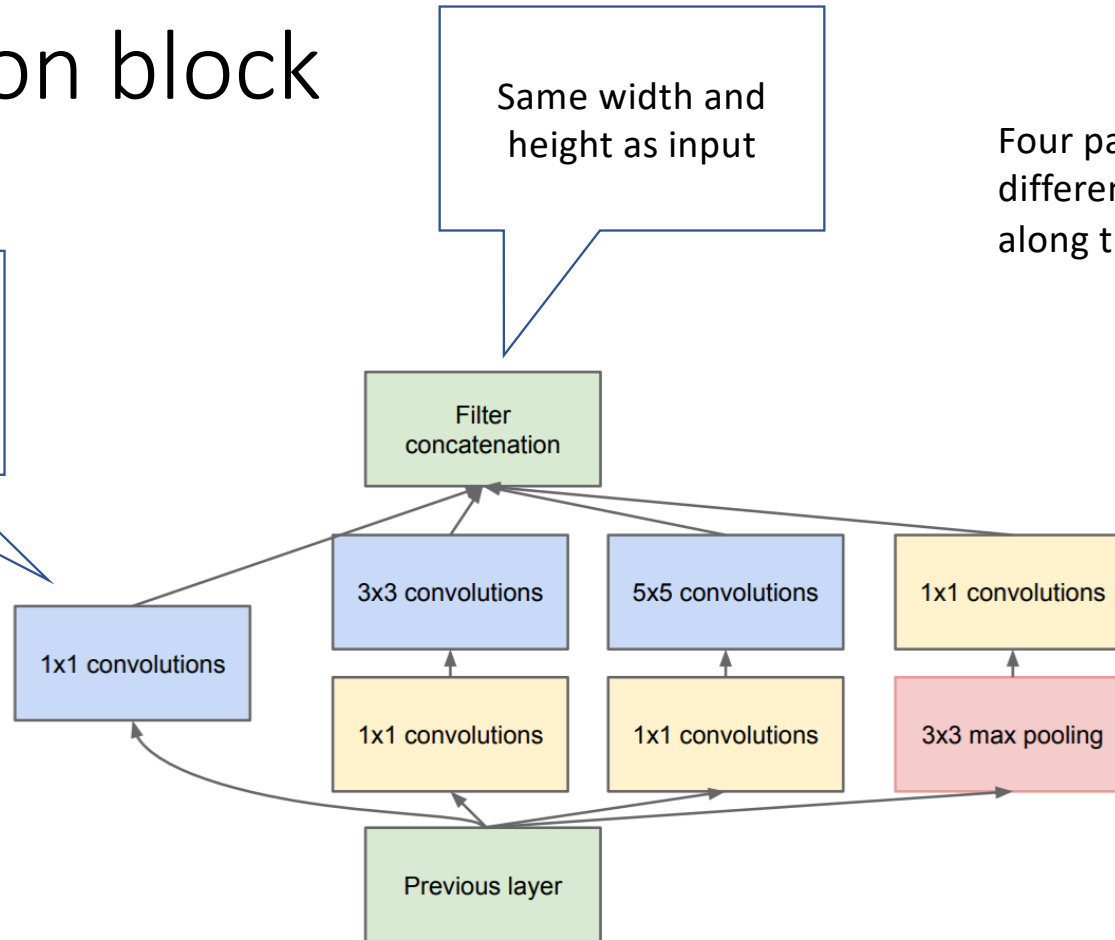 on block
Same width and
height as input
Four pa
differen
along t
Filter
concatenation
3x3 convolutions
5x5 convolutions
1x1 convolutions
1x1 convolutions
1x1 convolutions
1x1 convolutions
3x3 max pooling
Previous layer